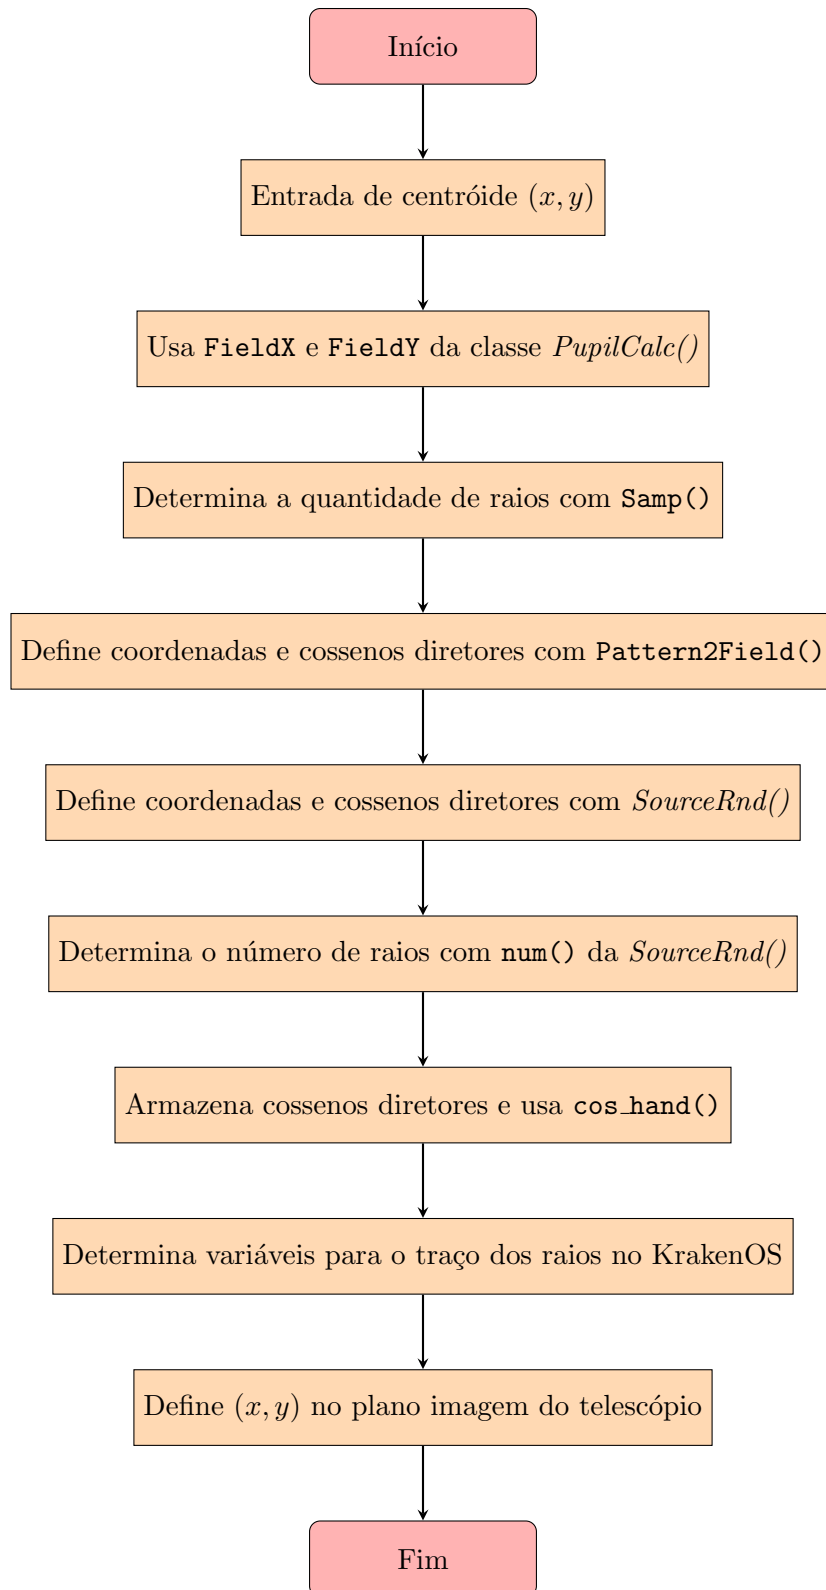 Início
Entrada de centróide (x, y)
Usa FieldX e FieldY da classe PupilCalc()
Determina a quantidade de raios com Samp()
Define coordenadas e cossenos diretores com Pattern2Field()
Define coordenadas e cossenos diretores com SourceRnd()
Determina o número de raios com num() da SourceRnd()
Armazena cossenos diretores e usa cos_hand()
Determina variáveis para o traço dos raios no KrakenOS
Define (x, y) no plano imagem do telescópio
Fim